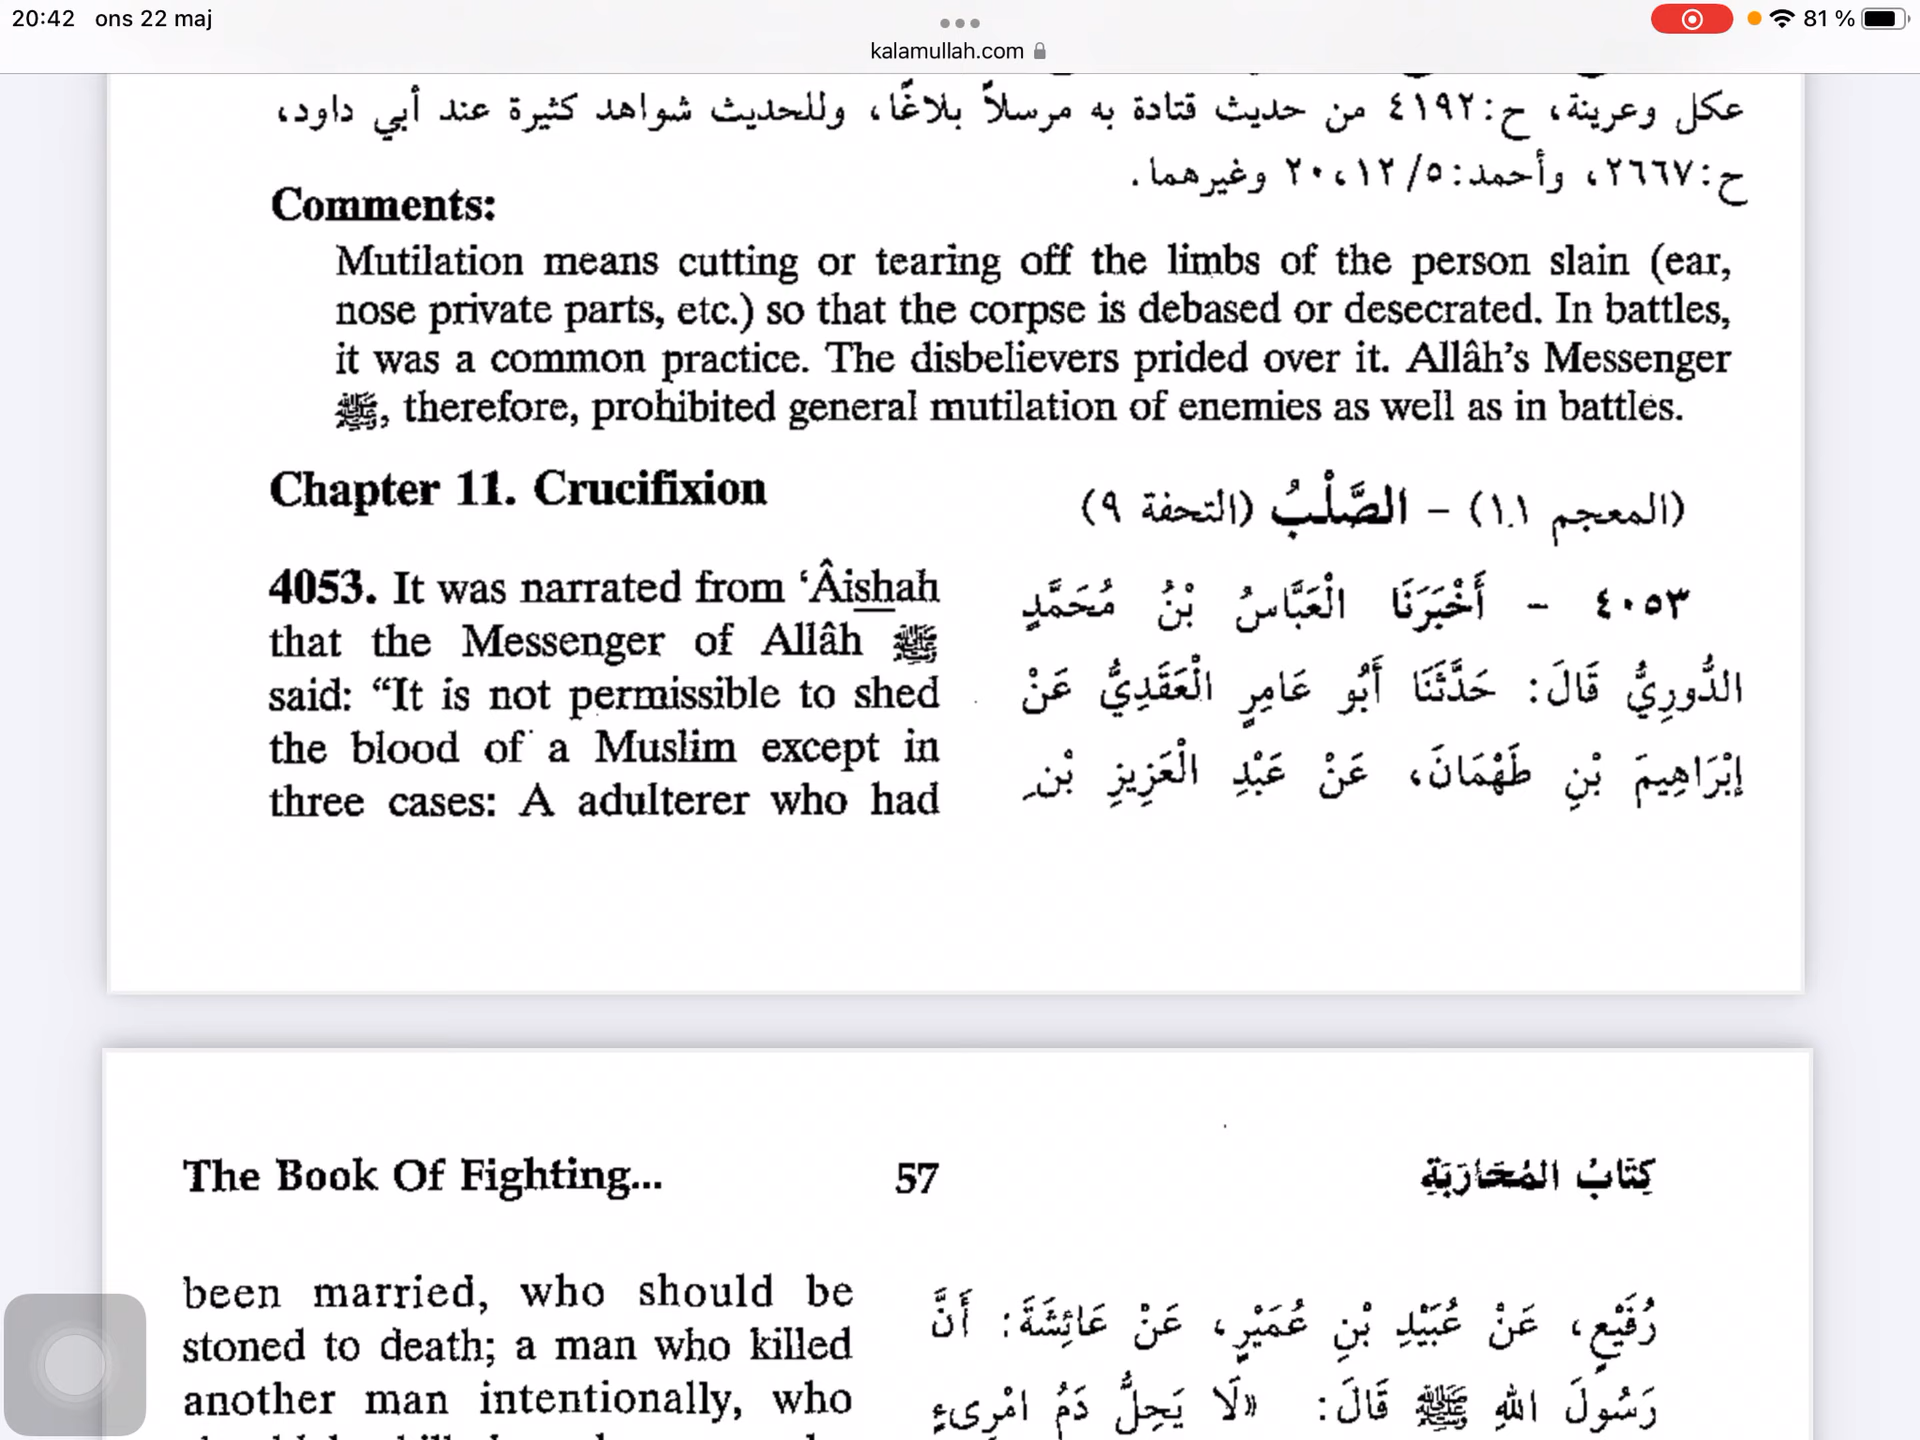 20:42 ons 22 maj
81 %
kalamullah.com
عكل وعرينة، ح:٤١٩٢ من حديث قتادة به مرسلاً بلاغًا، وللحديث شواهد كثيرة عند أبي داود،
ح:٢٦٦٧، وأحمد:٥/ ١٢،٢٠ وغيرهما.
Comments:
Mutilation means cutting or tearing off the limbs of the person slain (ear,
nose private parts, etc.) so that the corpse is debased or desecrated. In battles,
it was a common practice. The disbelievers prided over it. Allâh's Messenger
ﷺ, therefore, prohibited general mutilation of enemies as well as in battles.
Chapter 11. Crucifixion
(المعجم ١١) - الصَّلْبُ (التحفة ٩)
4053. It was narrated from ‘Âishah
that the Messenger of Allâh ﷺ
said: “It is not permissible to shed
the blood of a Muslim except in
three cases: A adulterer who had
٤٠٥٣ - أَخْبَرَنَا الْعَبَّاسُ بْنُ مُحَمَّدٍ
الدُّورِيُّ قَالَ: حَدَّثَنَا أَبُو عَامِرٍ الْعَقَدِيُّ عَنْ
إِبْرَاهِيمَ بْنِ طَهْمَانَ، عَنْ عَبْدِ الْعَزِيزِ بْنِ
The Book Of Fighting... 57 كِتَابُ المُحَارَبَةِ
been married, who should be
stoned to death; a man who killed
another man intentionally, who
رُفَيْعٍ، عَنْ عُبَيْدِ بْنِ عُمَيْرٍ، عَنْ عَائِشَةَ: أَنَّ
رَسُولَ اللهِ ﷺ قَالَ: «لَا يَحِلُّ دَمُ امْرِىءٍ